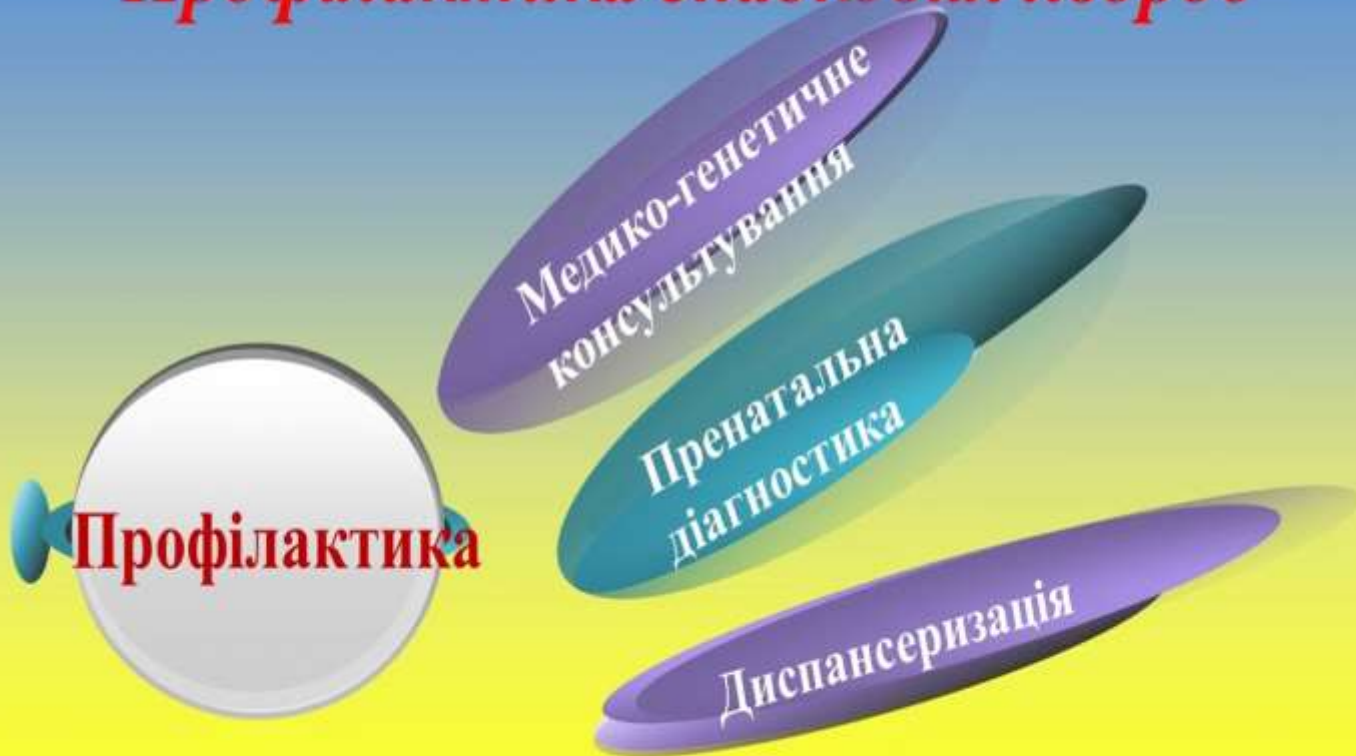 Медико-генетичне
консультування
Пренатальна
діагностика
Профілактика
Диспансеризація